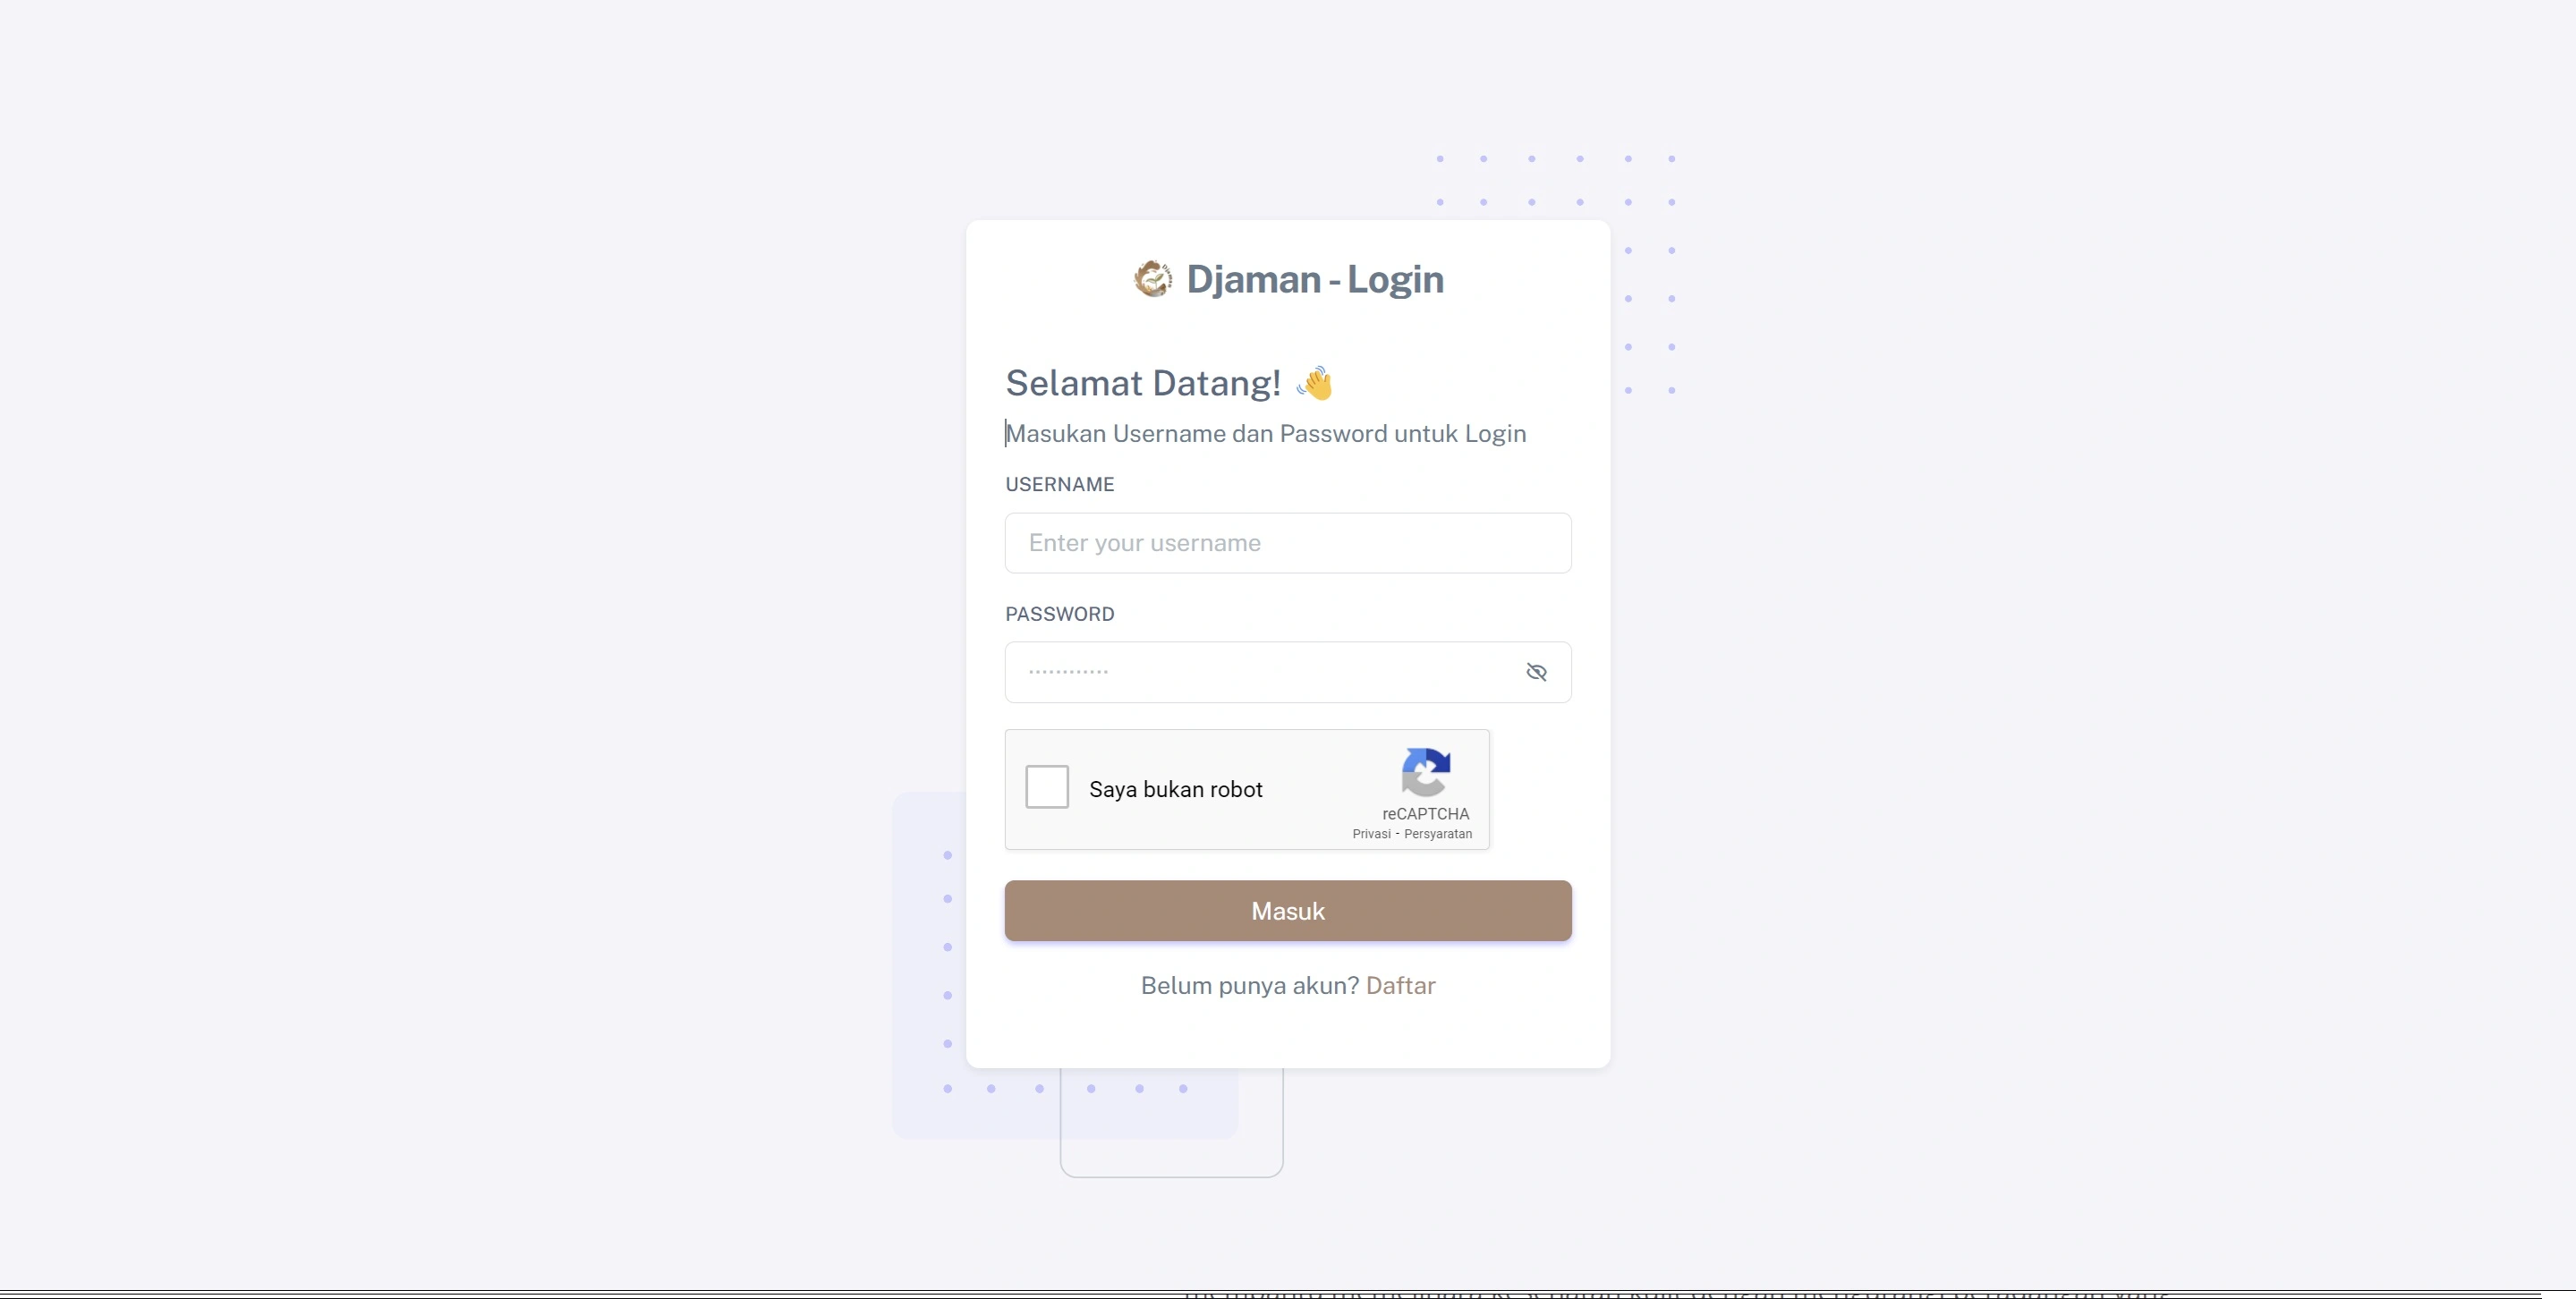 Djaman - Login
Selamat Datang! 👋
Masukan Username dan Password untuk Login
USERNAME
Enter your username
PASSWORD
············
Saya bukan robot
reCAPTCHA
Privasi - Persyaratan
Masuk
Belum punya akun? Daftar